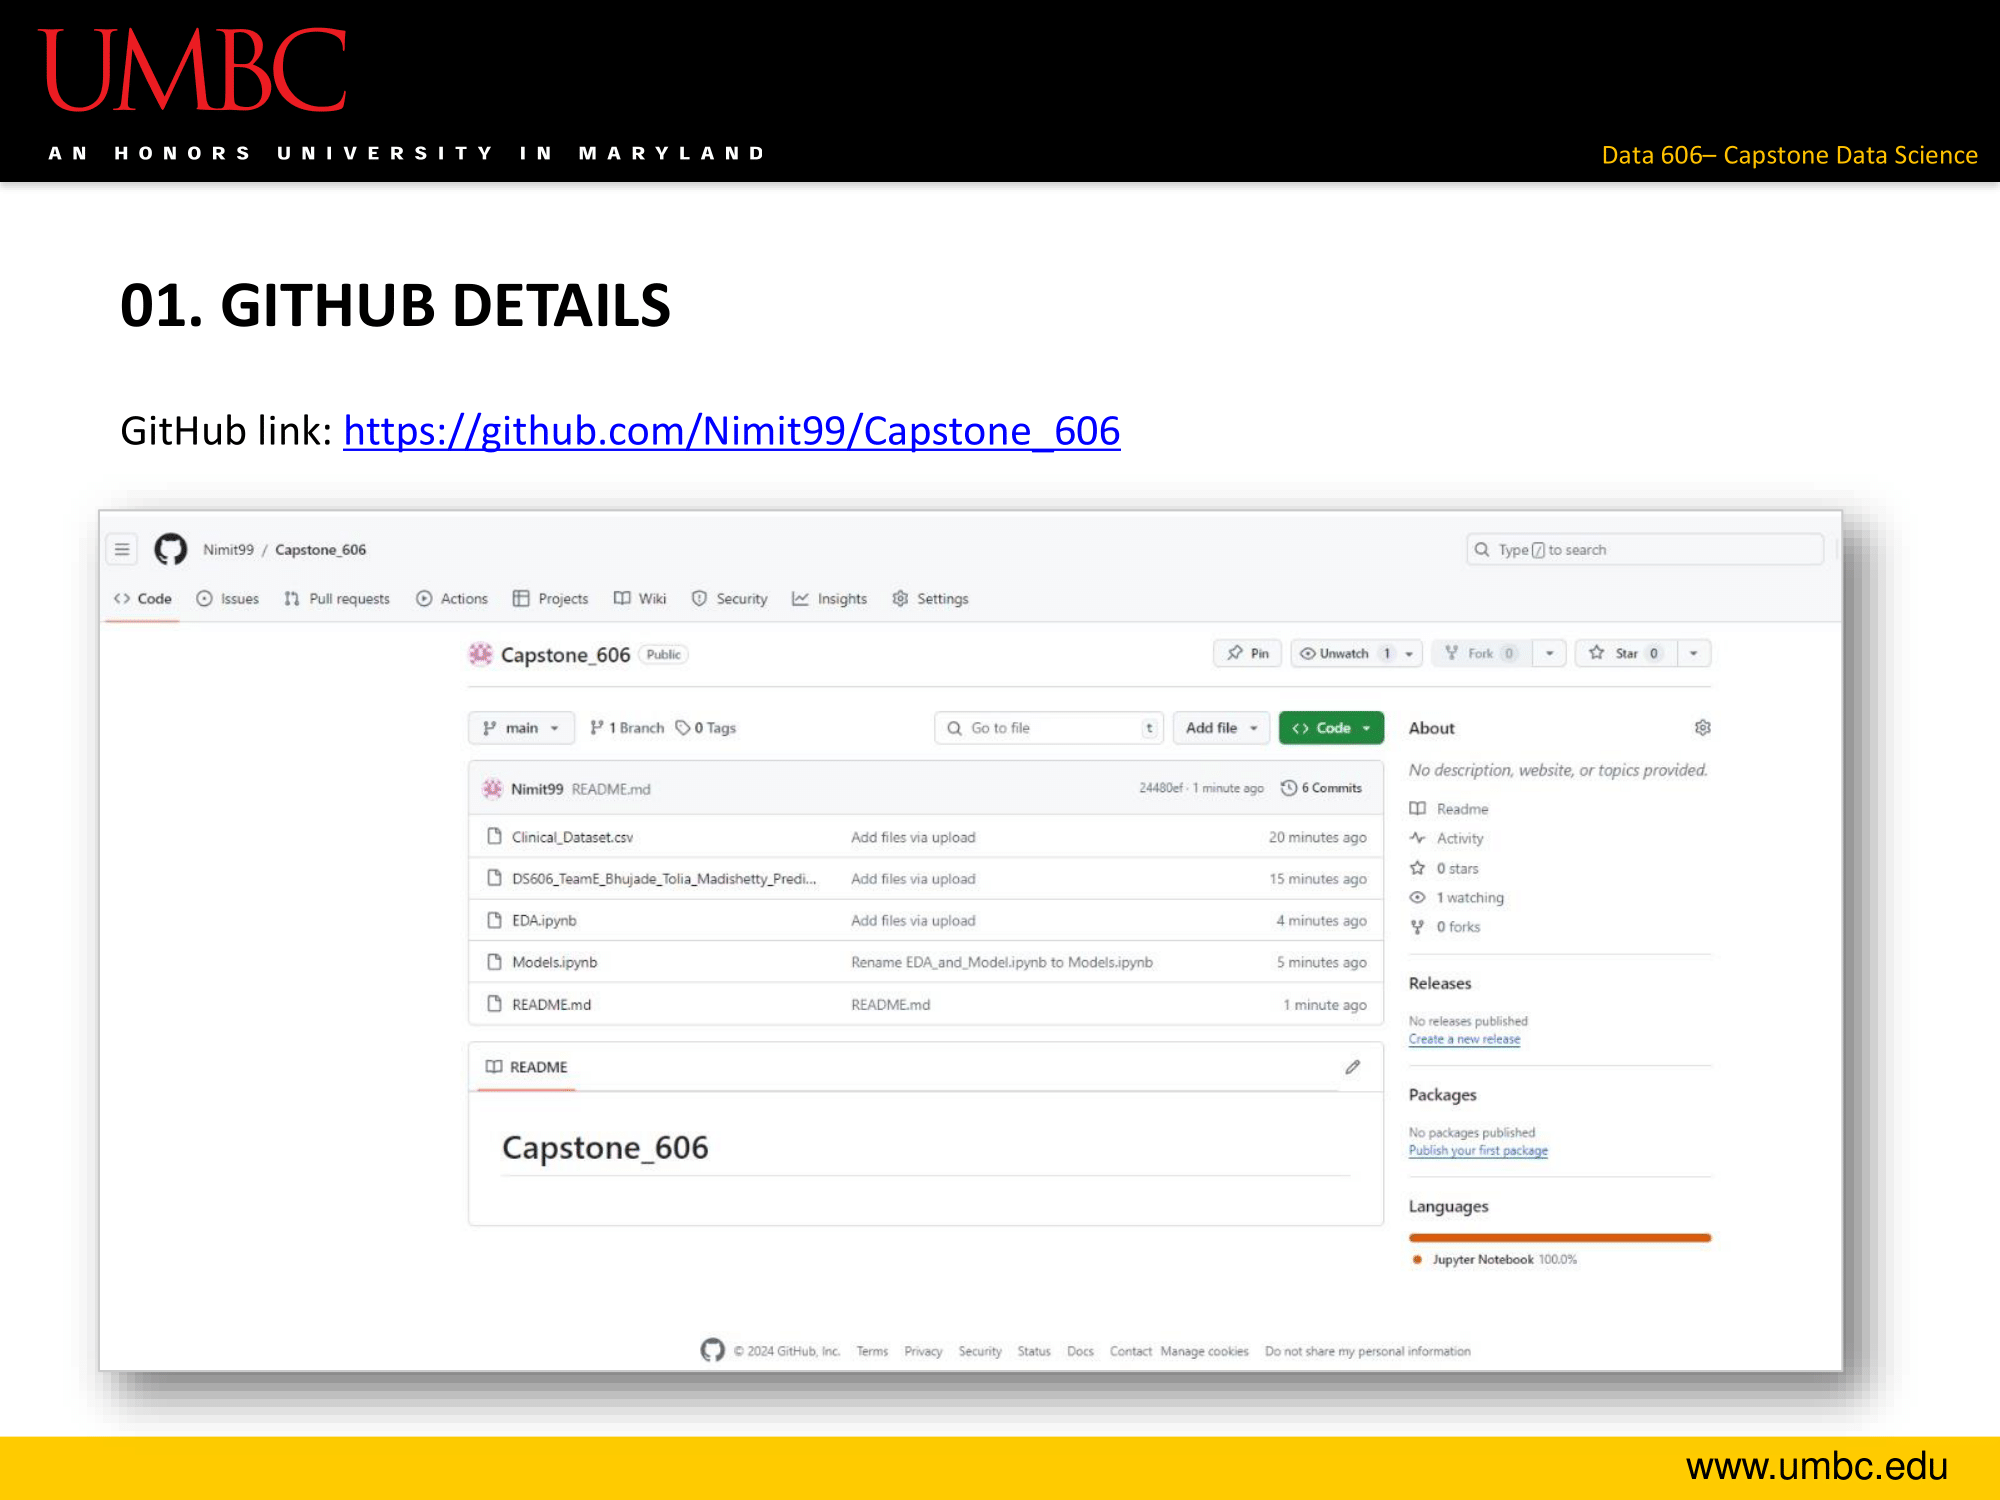 UMBC
AN HONORS UNIVERSITY IN MARYLAND
Data 606– Capstone Data Science
01. GITHUB DETAILS
GitHub link: https://github.com/Nimit99/Capstone_606
Nimit99 / Capstone_606
Type / to search
Code Issues Pull requests Actions Projects Wiki Security Insights Settings
Capstone_606 Public
Pin Unwatch 1 Fork 0 Star 0
main 1 Branch 0 Tags Go to file t Add file Code
About
No description, website, or topics provided.
Nimit99 README.md 24480ef · 1 minute ago 6 Commits
Clinical_Dataset.csv Add files via upload 20 minutes ago
DS606_TeamE_Bhujade_Tolia_Madishetty_Predi... Add files via upload 15 minutes ago
EDA.ipynb Add files via upload 4 minutes ago
Models.ipynb Rename EDA_and_Model.ipynb to Models.ipynb 5 minutes ago
README.md README.md 1 minute ago
Readme
Activity
0 stars
1 watching
0 forks
Releases
No releases published
Create a new release
README
Capstone_606
Packages
No packages published
Publish your first package
Languages
Jupyter Notebook 100.0%
© 2024 GitHub, Inc. Terms Privacy Security Status Docs Contact Manage cookies Do not share my personal information
www.umbc.edu